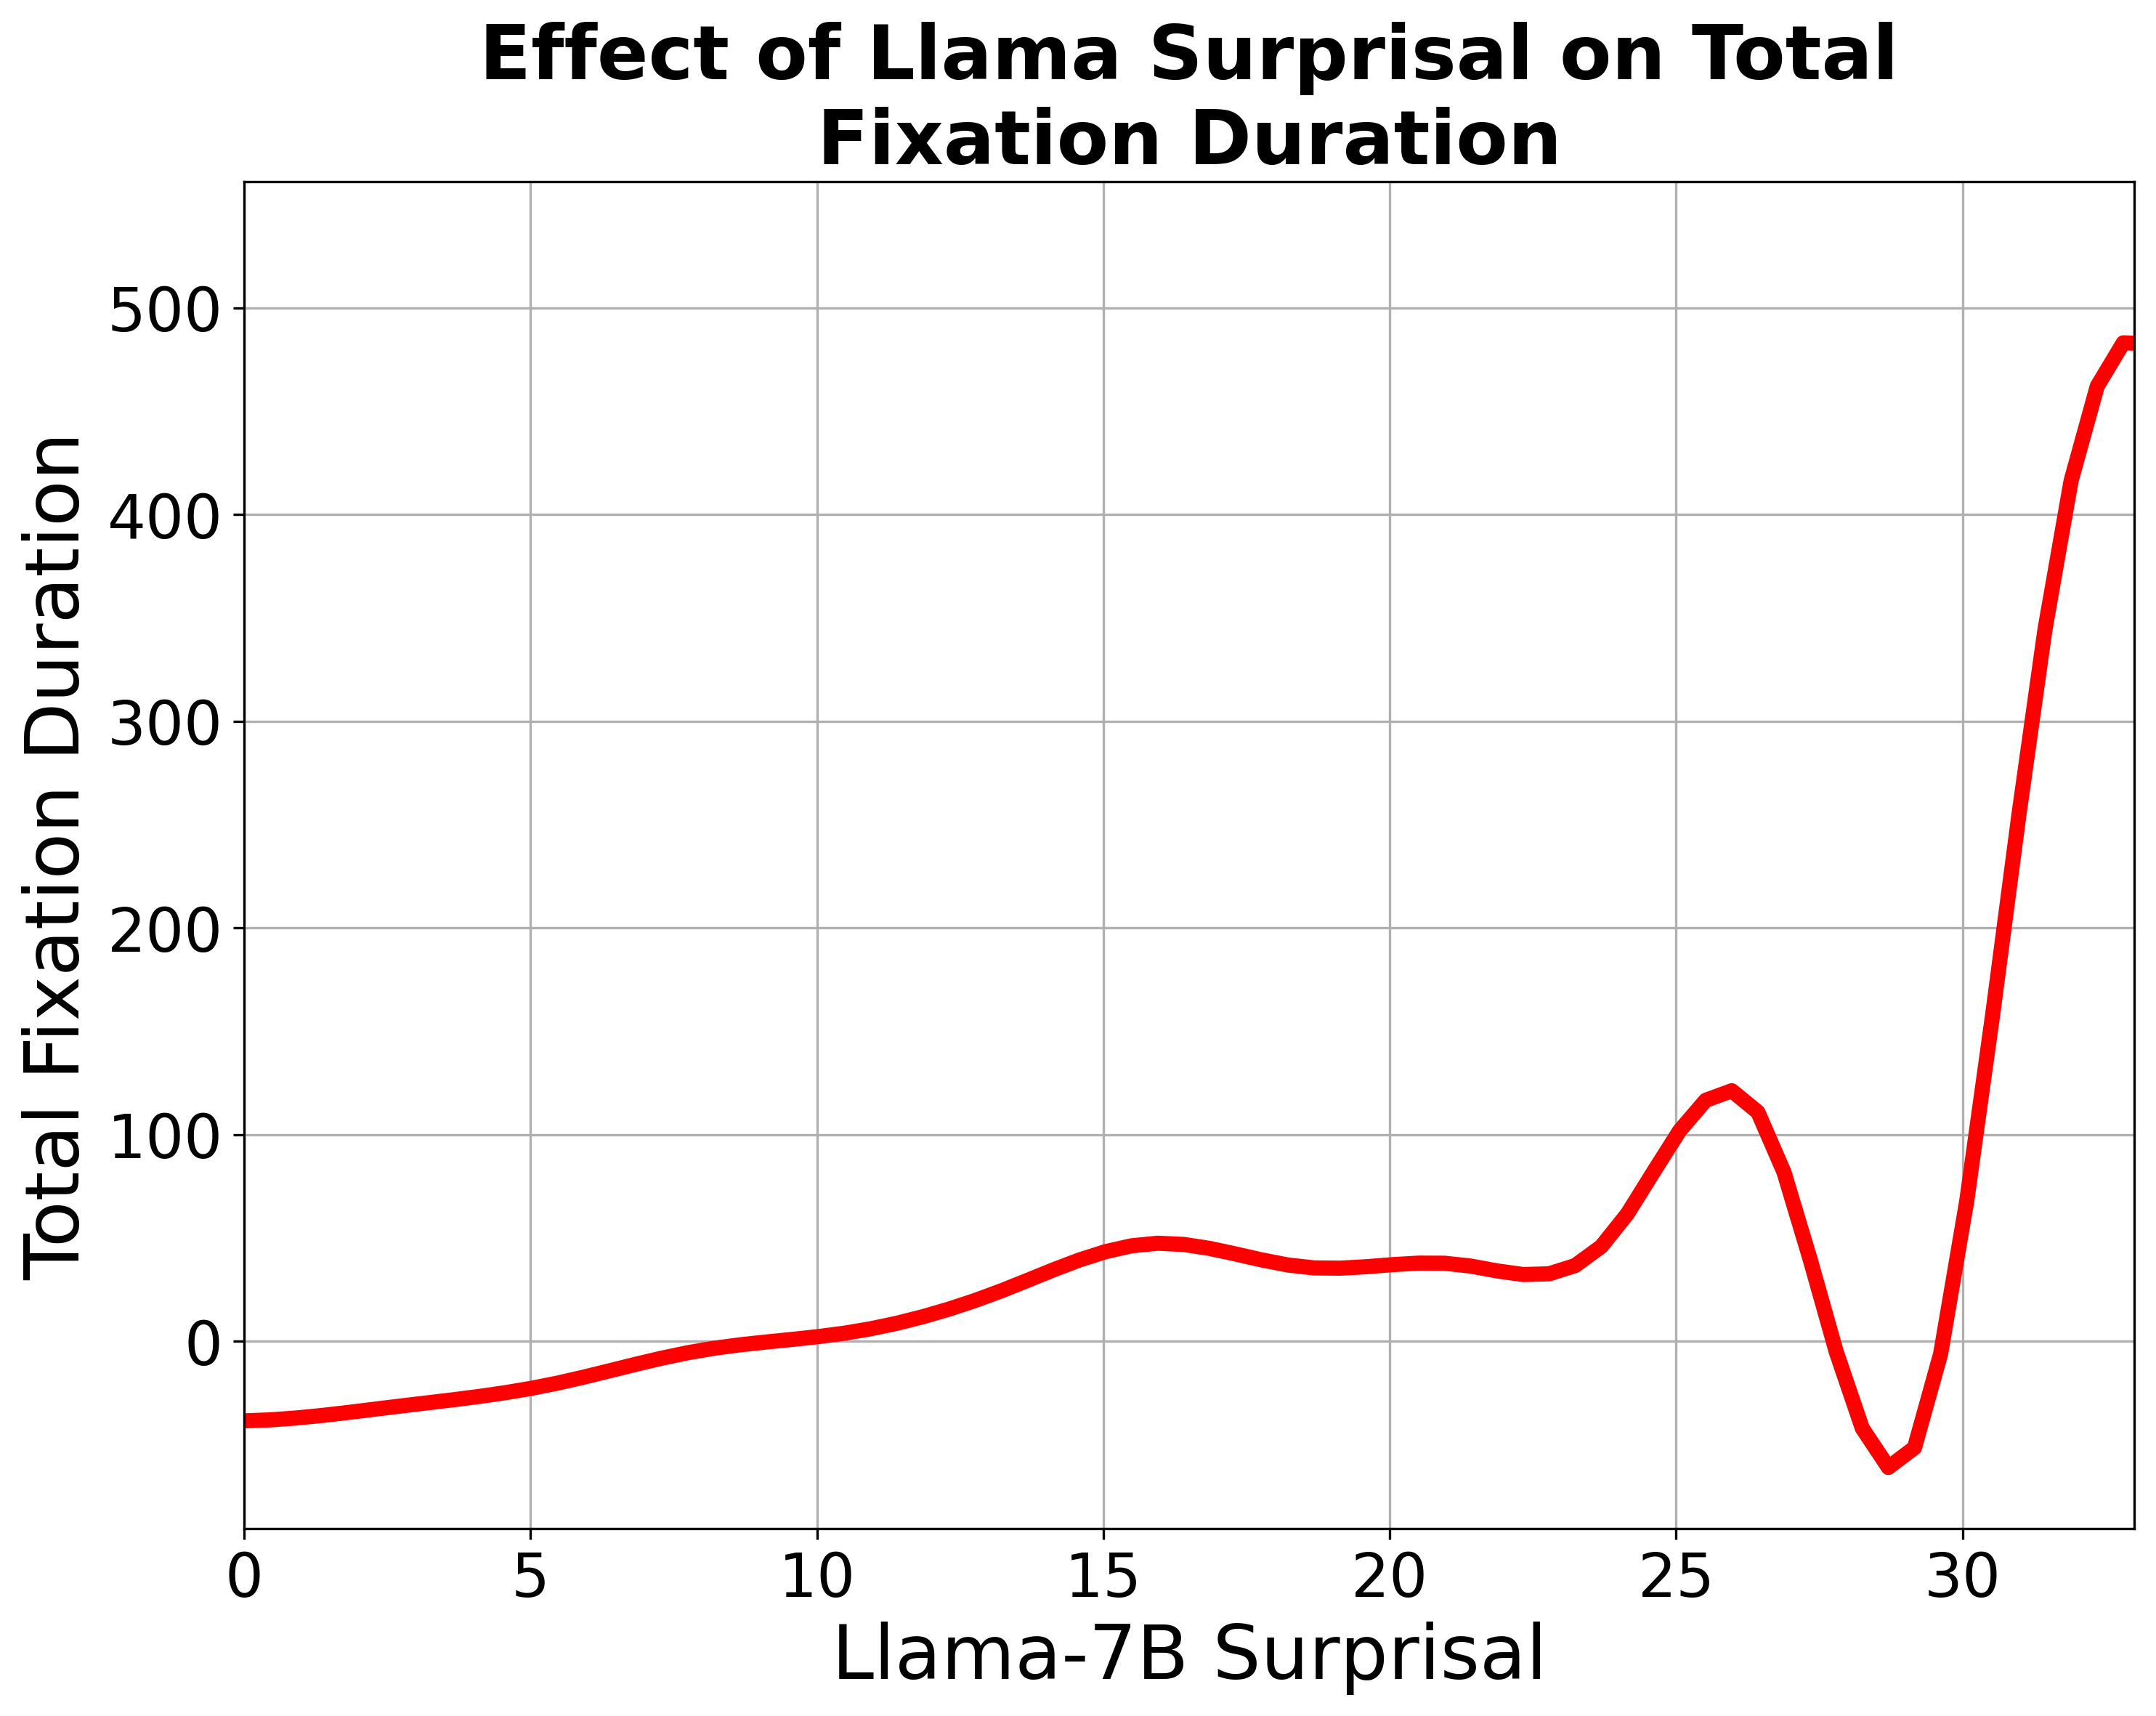 Effect of Llama Surprisal on Total
Fixation Duration
Total Fixation Duration
500
400
300
200
100
0
0 5 10 15 20 25 30
Llama-7B Surprisal